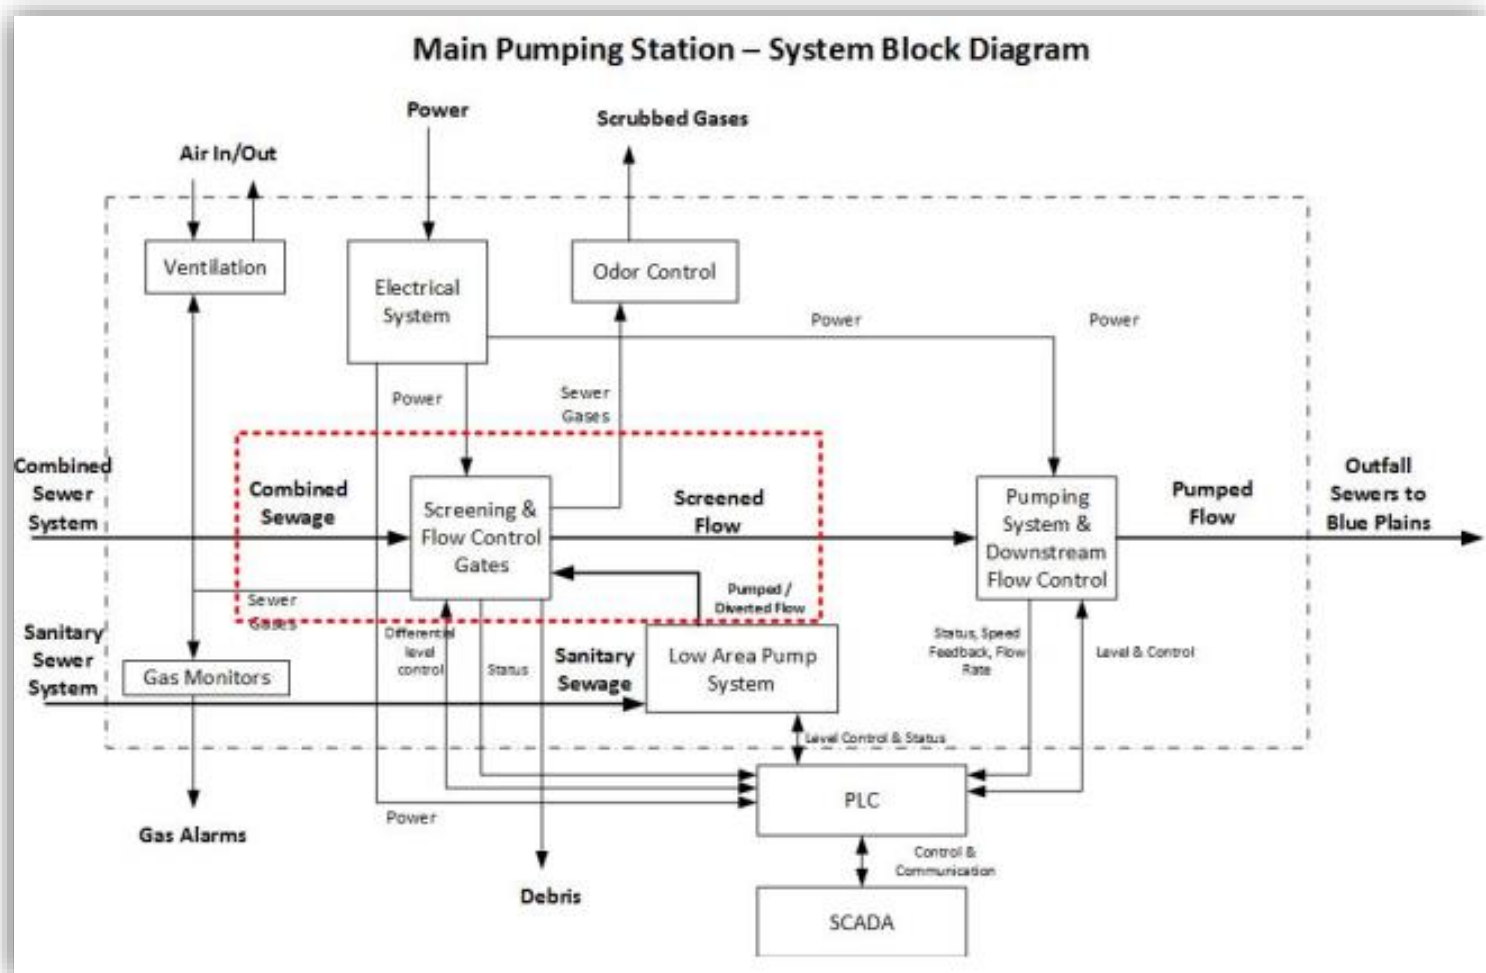 Main Pumping Station – System Block Diagram
Power
Scrubbed Gases
Air In/Out
Ventilation
Electrical
System
Odor Control
Power
Power
Power
Sewer
Gases
Combined
Sewer
System
Combined
Sewage
Screening &
Flow Control
Gates
Screened
Flow
Pumping
System &
Downstream
Flow Control
Pumped
Flow
Outfall
Sewers to
Blue Plains
Sewer
Gases
Pumped /
Diverted Flow
Sanitary
Sewer
System
Gas Monitors
Differential
level
control
Status
Sanitary
Sewage
Low Area Pump
System
Status, Speed
Feedback, Flow
Rate
Level & Control
Level Control & Status
PLC
Power
Gas Alarms
Debris
Control &
Communication
SCADA